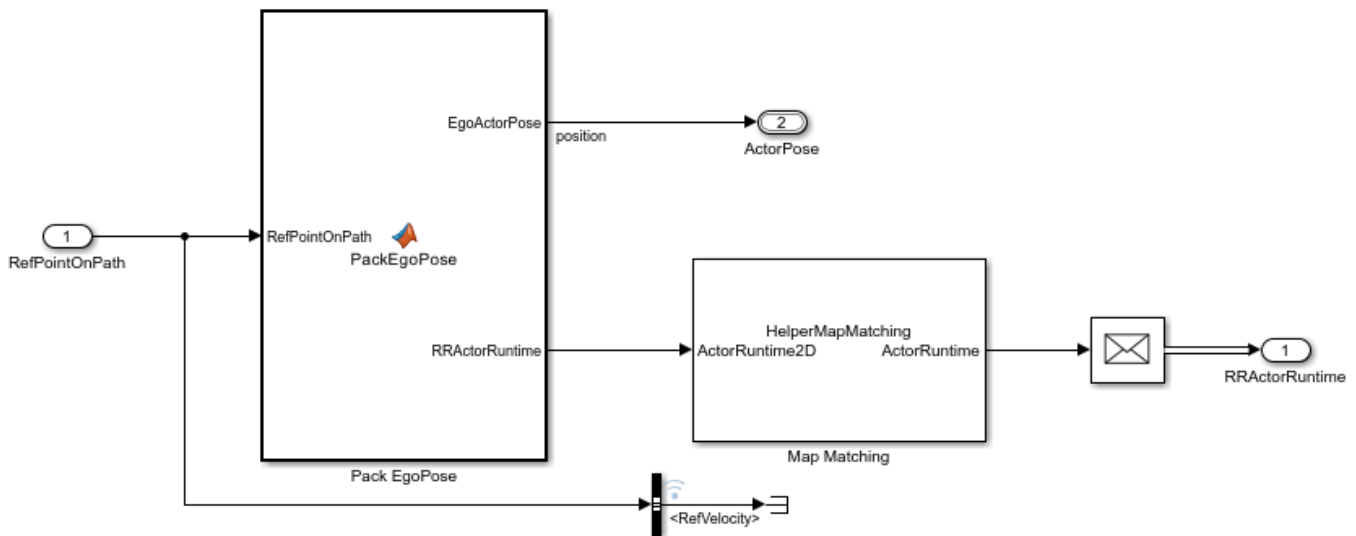 EgoActorPose
position
2
ActorPose
1
RefPointOnPath
RefPointOnPath
PackEgoPose
RRActorRuntime
HelperMapMatching
ActorRuntime2D
ActorRuntime
1
RRActorRuntime
Map Matching
Pack EgoPose
<RefVelocity>